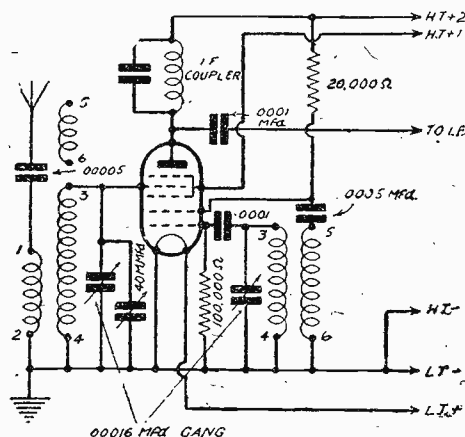 HT+2
HT+1
IF
COUPLER
20,000Ω
.0001
MFd
TO I.F.
5
.00005
6
3
.0001
.0005 MFd.
3
5
1
40 MMFd
100,000Ω
HT-
2
4
4
6
LT-
LT+
.00016 MFd GANG